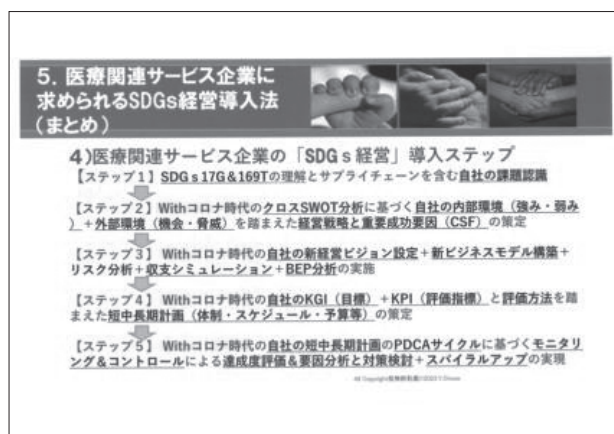 5. 医療関連サービス企業に
求められるSDGs経営導入法
(まとめ)
4)医療関連サービス企業の「SDGs経営」導入ステップ
【ステップ1】SDGs 17G&169Tの理解とサプライチェーンを含む自社の課題認識
【ステップ2】Withコロナ時代のクロスSWOT分析に基づく自社の内部環境(強み・弱み
)+外部環境(機会・脅威)を踏まえた経営戦略と重要成功要因(CSF)の策定
【ステップ3】Withコロナ時代の自社の新経営ビジョン設定+新ビジネスモデル構築+
リスク分析+収支シミュレーション+BEP分析の実施
【ステップ4】Withコロナ時代の自社のKGI(目標)+KPI(評価指標)と評価方法を踏
まえた短中長期計画(体制・スケジュール・予算等)の策定
【ステップ5】Withコロナ時代の自社の短中長期計画のPDCAサイクルに基づくモニタリ
ング&コントロールによる達成度評価&要因分析と対策検討+スパイラルアップの実現
All Copyright